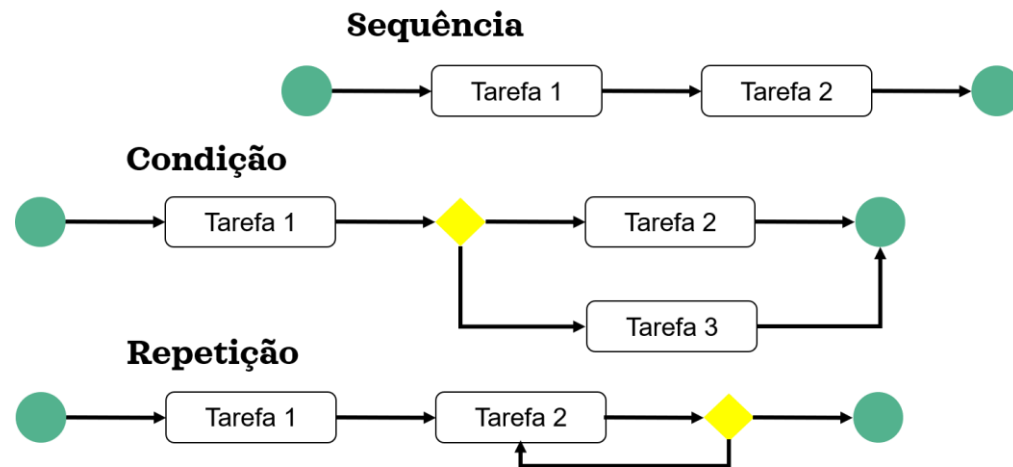 Sequência
Tarefa 1 Tarefa 2
Condição
Tarefa 1 Tarefa 2
Tarefa 3
Repetição
Tarefa 1 Tarefa 2